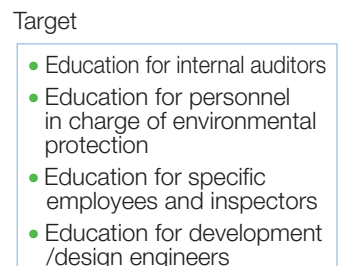 Target
• Education for internal auditors
• Education for personnel
in charge of environmental
protection
• Education for specific
employees and inspectors
• Education for development
/design engineers